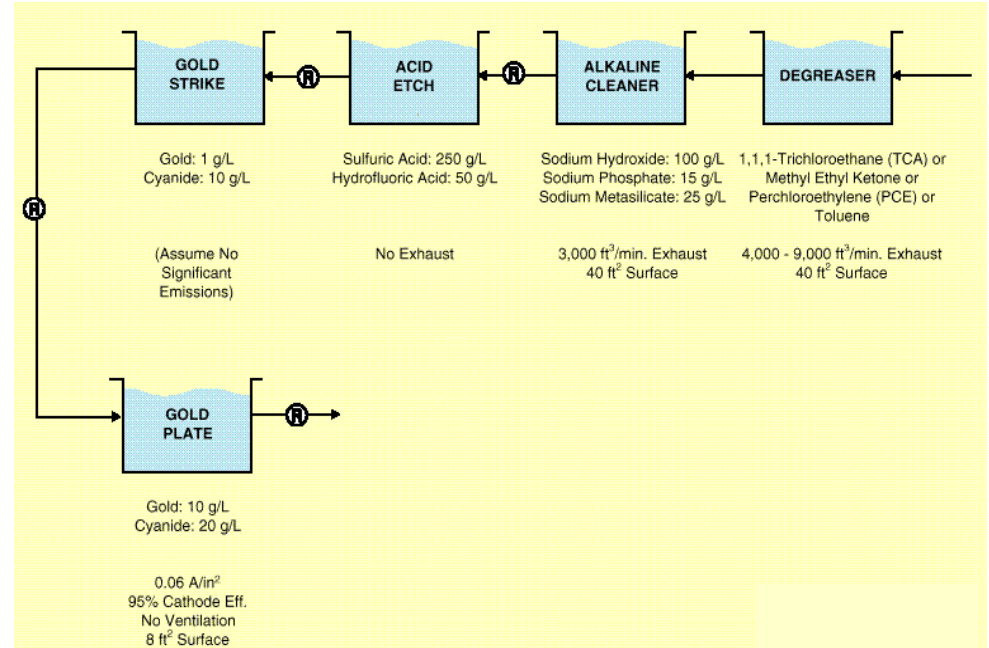 GOLD
STRIKE
ACID
ETCH
ALKALINE
CLEANER
DEGREASER
R
R
Gold: 1 g/L
Cyanide: 10 g/L
Sulfuric Acid: 250 g/L
Hydrofluoric Acid: 50 g/L
Sodium Hydroxide: 100 g/L
Sodium Phosphate: 15 g/L
Sodium Metasilicate: 25 g/L
1,1,1-Trichloroethane (TCA) or
Methyl Ethyl Ketone or
Perchloroethylene (PCE) or
Toluene
R
(Assume No
Significant
Emissions)
No Exhaust
3,000 ft³/min. Exhaust
40 ft² Surface
4,000 - 9,000 ft³/min. Exhaust
40 ft² Surface
GOLD
PLATE
R
Gold: 10 g/L
Cyanide: 20 g/L
0.06 A/in²
95% Cathode Eff.
No Ventilation
8 ft² Surface